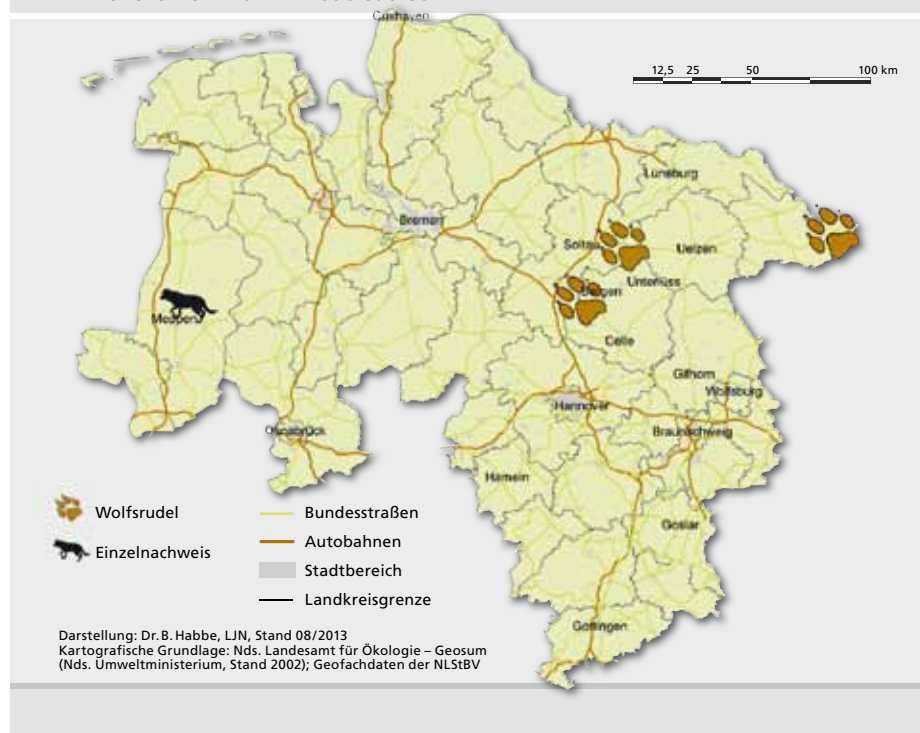 Cuxhaven
12,5 25 50 100 km
Lüneburg
Bremen
Soltau
Uelzen
Bergen
Unterlüss
Meppen
Celle
Gifhorn
Wolfsburg
Hannover
Osnabrück
Braunschweig
Hameln
Wolfsrudel
Einzelnachweis
Bundesstraßen
Autobahnen
Stadtbereich
Landkreisgrenze
Goslar
Göttingen
Darstellung: Dr. B. Habbe, LJN, Stand 08/2013
Kartografische Grundlage: Nds. Landesamt für Ökologie – Geosum
(Nds. Umweltministerium, Stand 2002); Geofachdaten der NLStBV